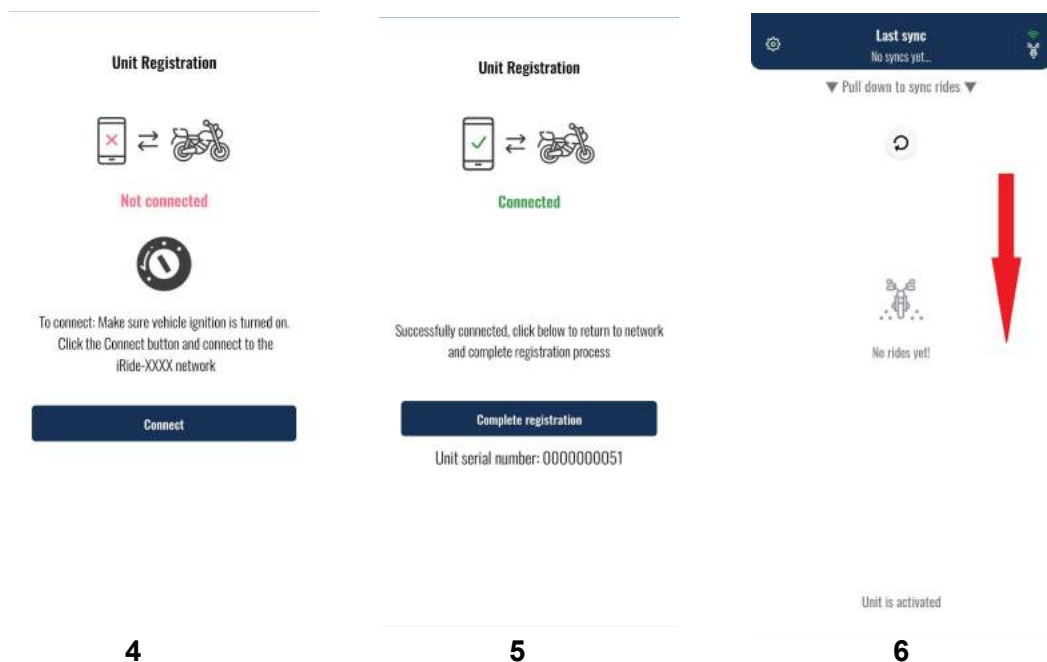 Unit Registration
Not connected
To connect: Make sure vehicle ignition is turned on.
Click the Connect button and connect to the
iRide-XXXX network
Connect
4
Unit Registration
Connected
Successfully connected, click below to return to network
and complete registration process
Complete registration
Unit serial number: 0000000051
5
Last sync
No syncs yet...
▼ Pull down to sync rides ▼
No rides yet!
Unit is activated
6